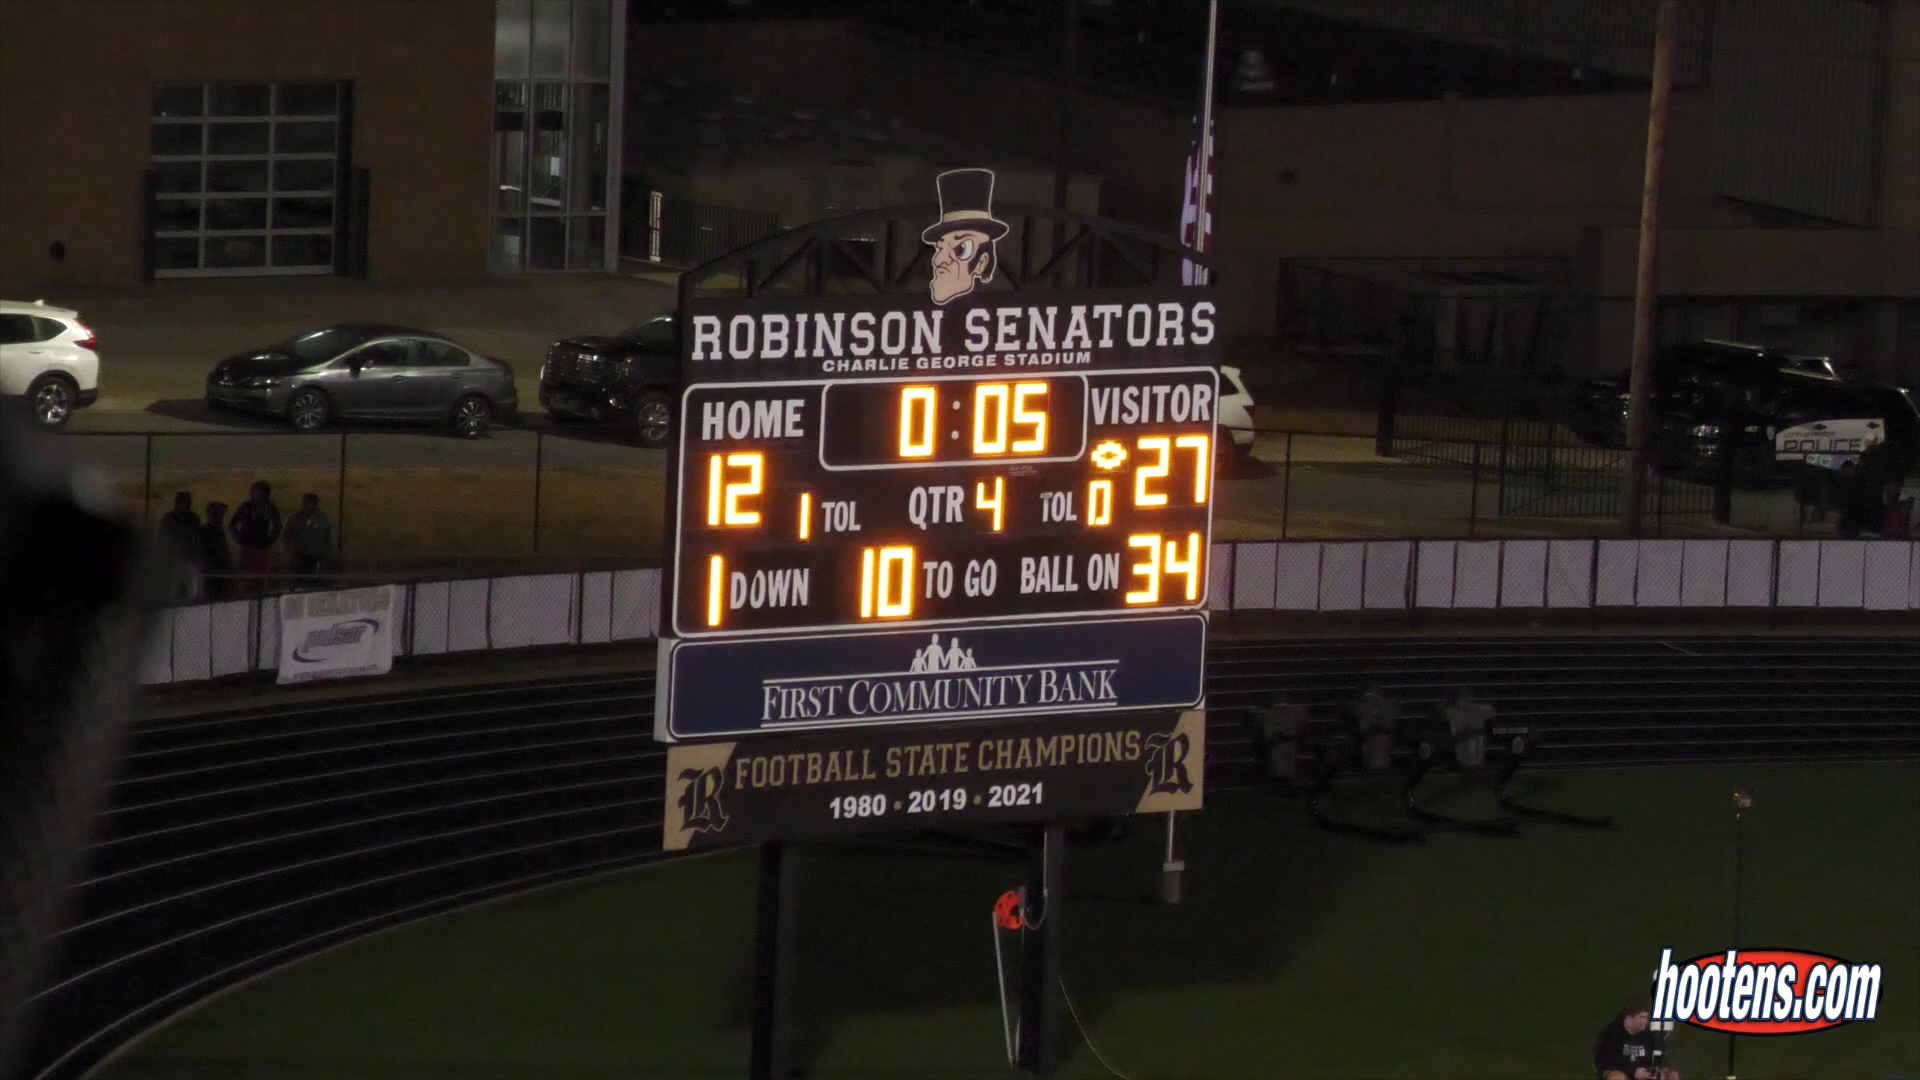 ROBINSON SENATORS
CHARLIE GEORGE STADIUM
HOME 0:05 VISITOR
12 1 TOL QTR 4 TOL 0 27
1 DOWN 10 TO GO BALL ON 34
FIRST COMMUNITY BANK
R FOOTBALL STATE CHAMPIONS R
1980 • 2019 • 2021
pulsar
POLICE
hootens.com